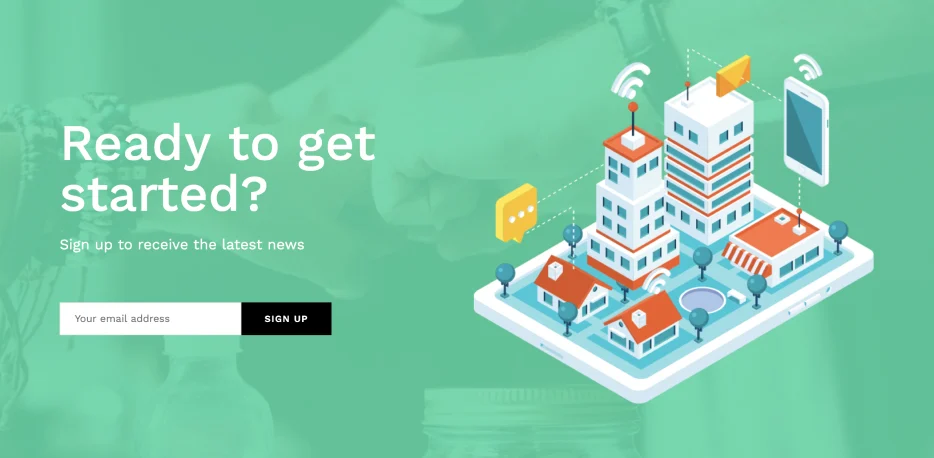 Ready to get
started?
Sign up to receive the latest news
Your email address
SIGN UP